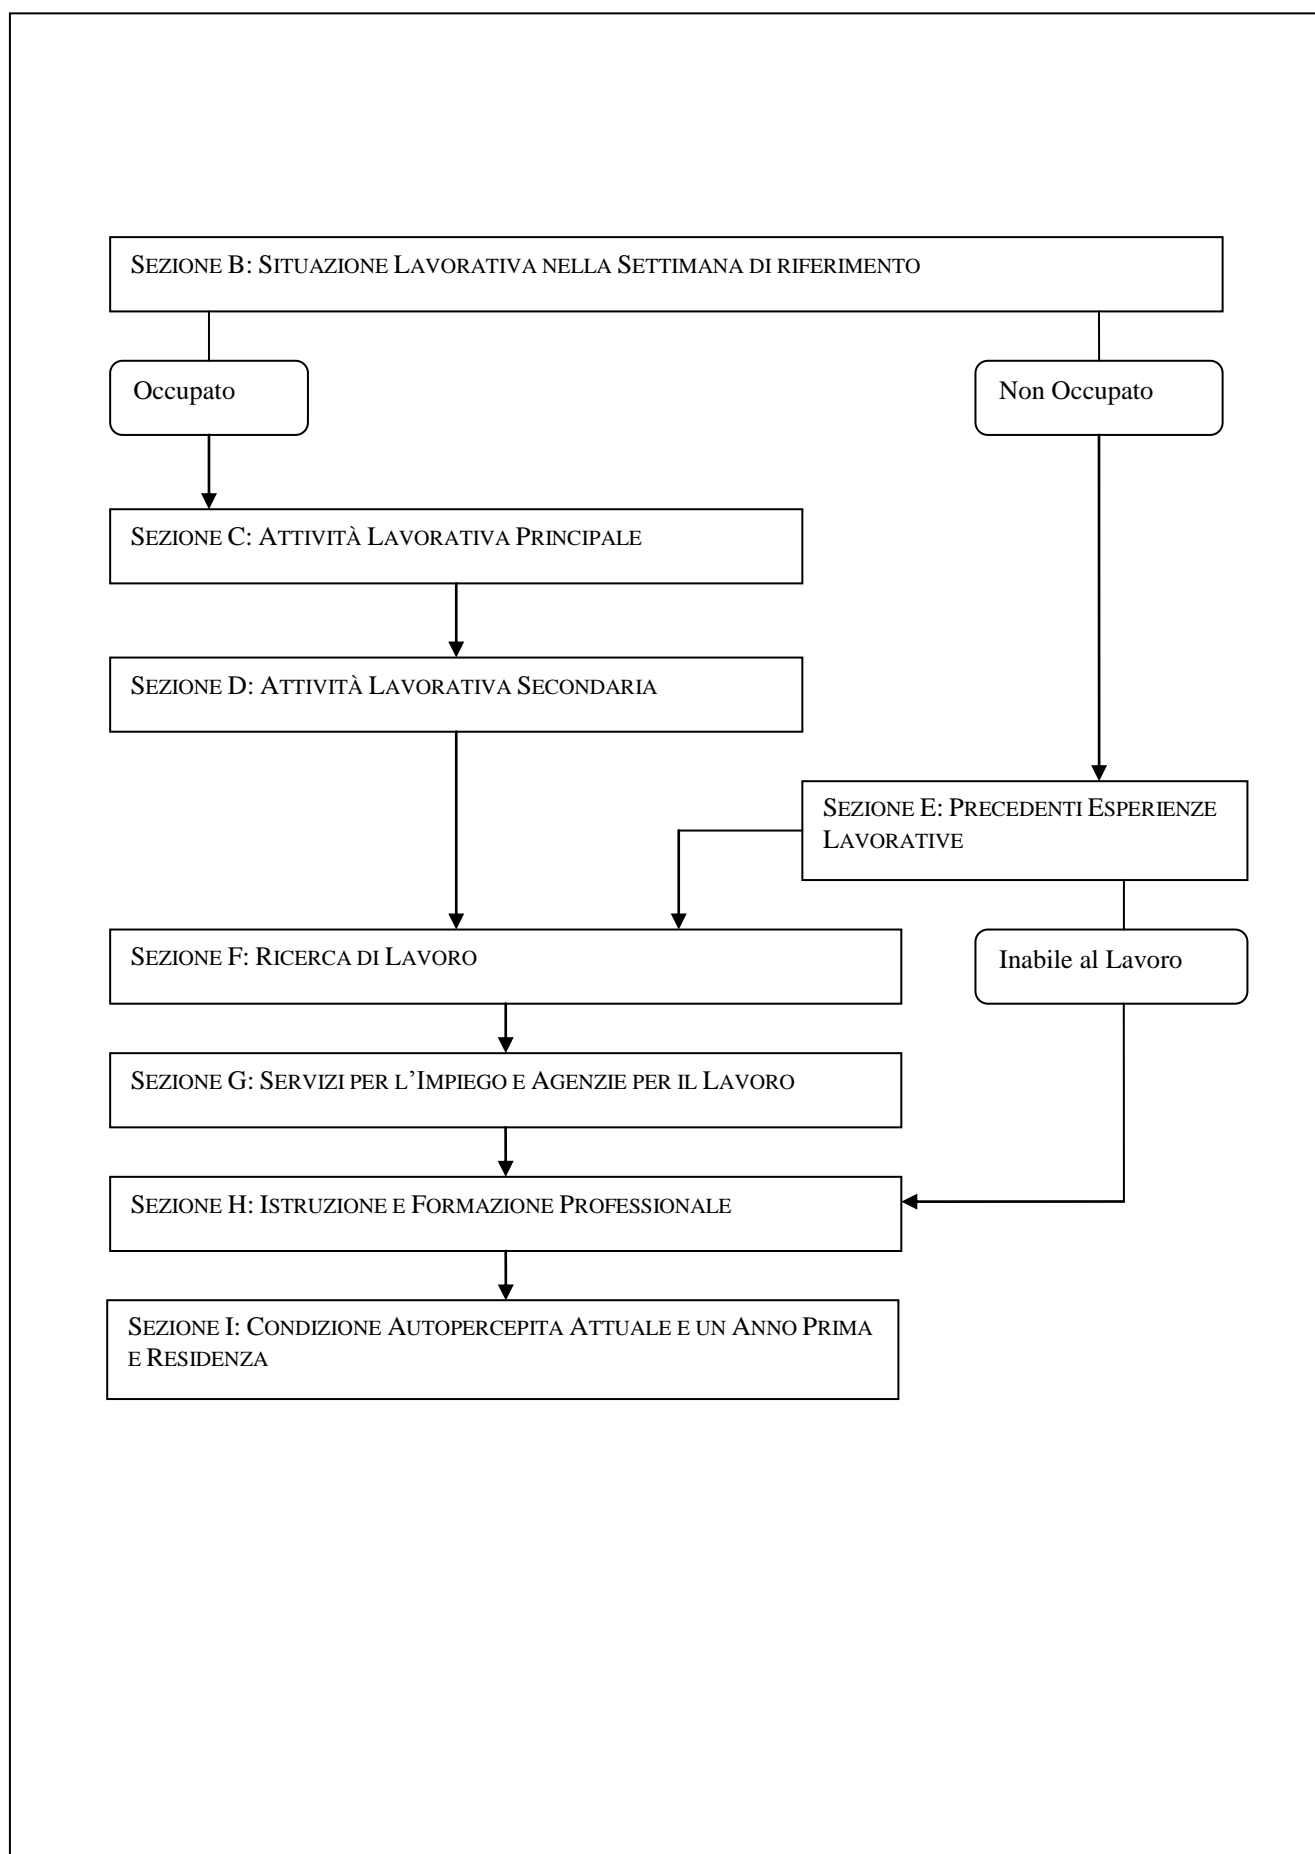 SEZIONE B: SITUAZIONE LAVORATIVA NELLA SETTIMANA DI RIFERIMENTO
Occupato
Non Occupato
SEZIONE C: ATTIVITÀ LAVORATIVA PRINCIPALE
SEZIONE D: ATTIVITÀ LAVORATIVA SECONDARIA
SEZIONE E: PRECEDENTI ESPERIENZE
LAVORATIVE
SEZIONE F: RICERCA DI LAVORO
Inabile al Lavoro
SEZIONE G: SERVIZI PER L’IMPIEGO E AGENZIE PER IL LAVORO
SEZIONE H: ISTRUZIONE E FORMAZIONE PROFESSIONALE
SEZIONE I: CONDIZIONE AUTOPERCEPITA ATTUALE E UN ANNO PRIMA
E RESIDENZA